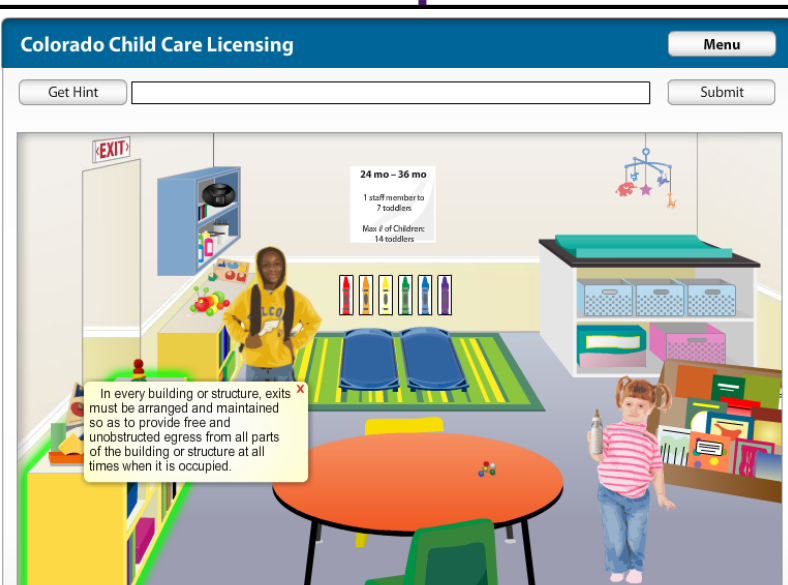 Colorado Child Care Licensing
Menu
Get Hint
Submit
EXIT
24 mo – 36 mo
1 staff member to
7 toddlers
Max # of Children:
14 toddlers
In every building or structure, exits X
must be arranged and maintained
so as to provide free and
unobstructed egress from all parts
of the building or structure at all
times when it is occupied.